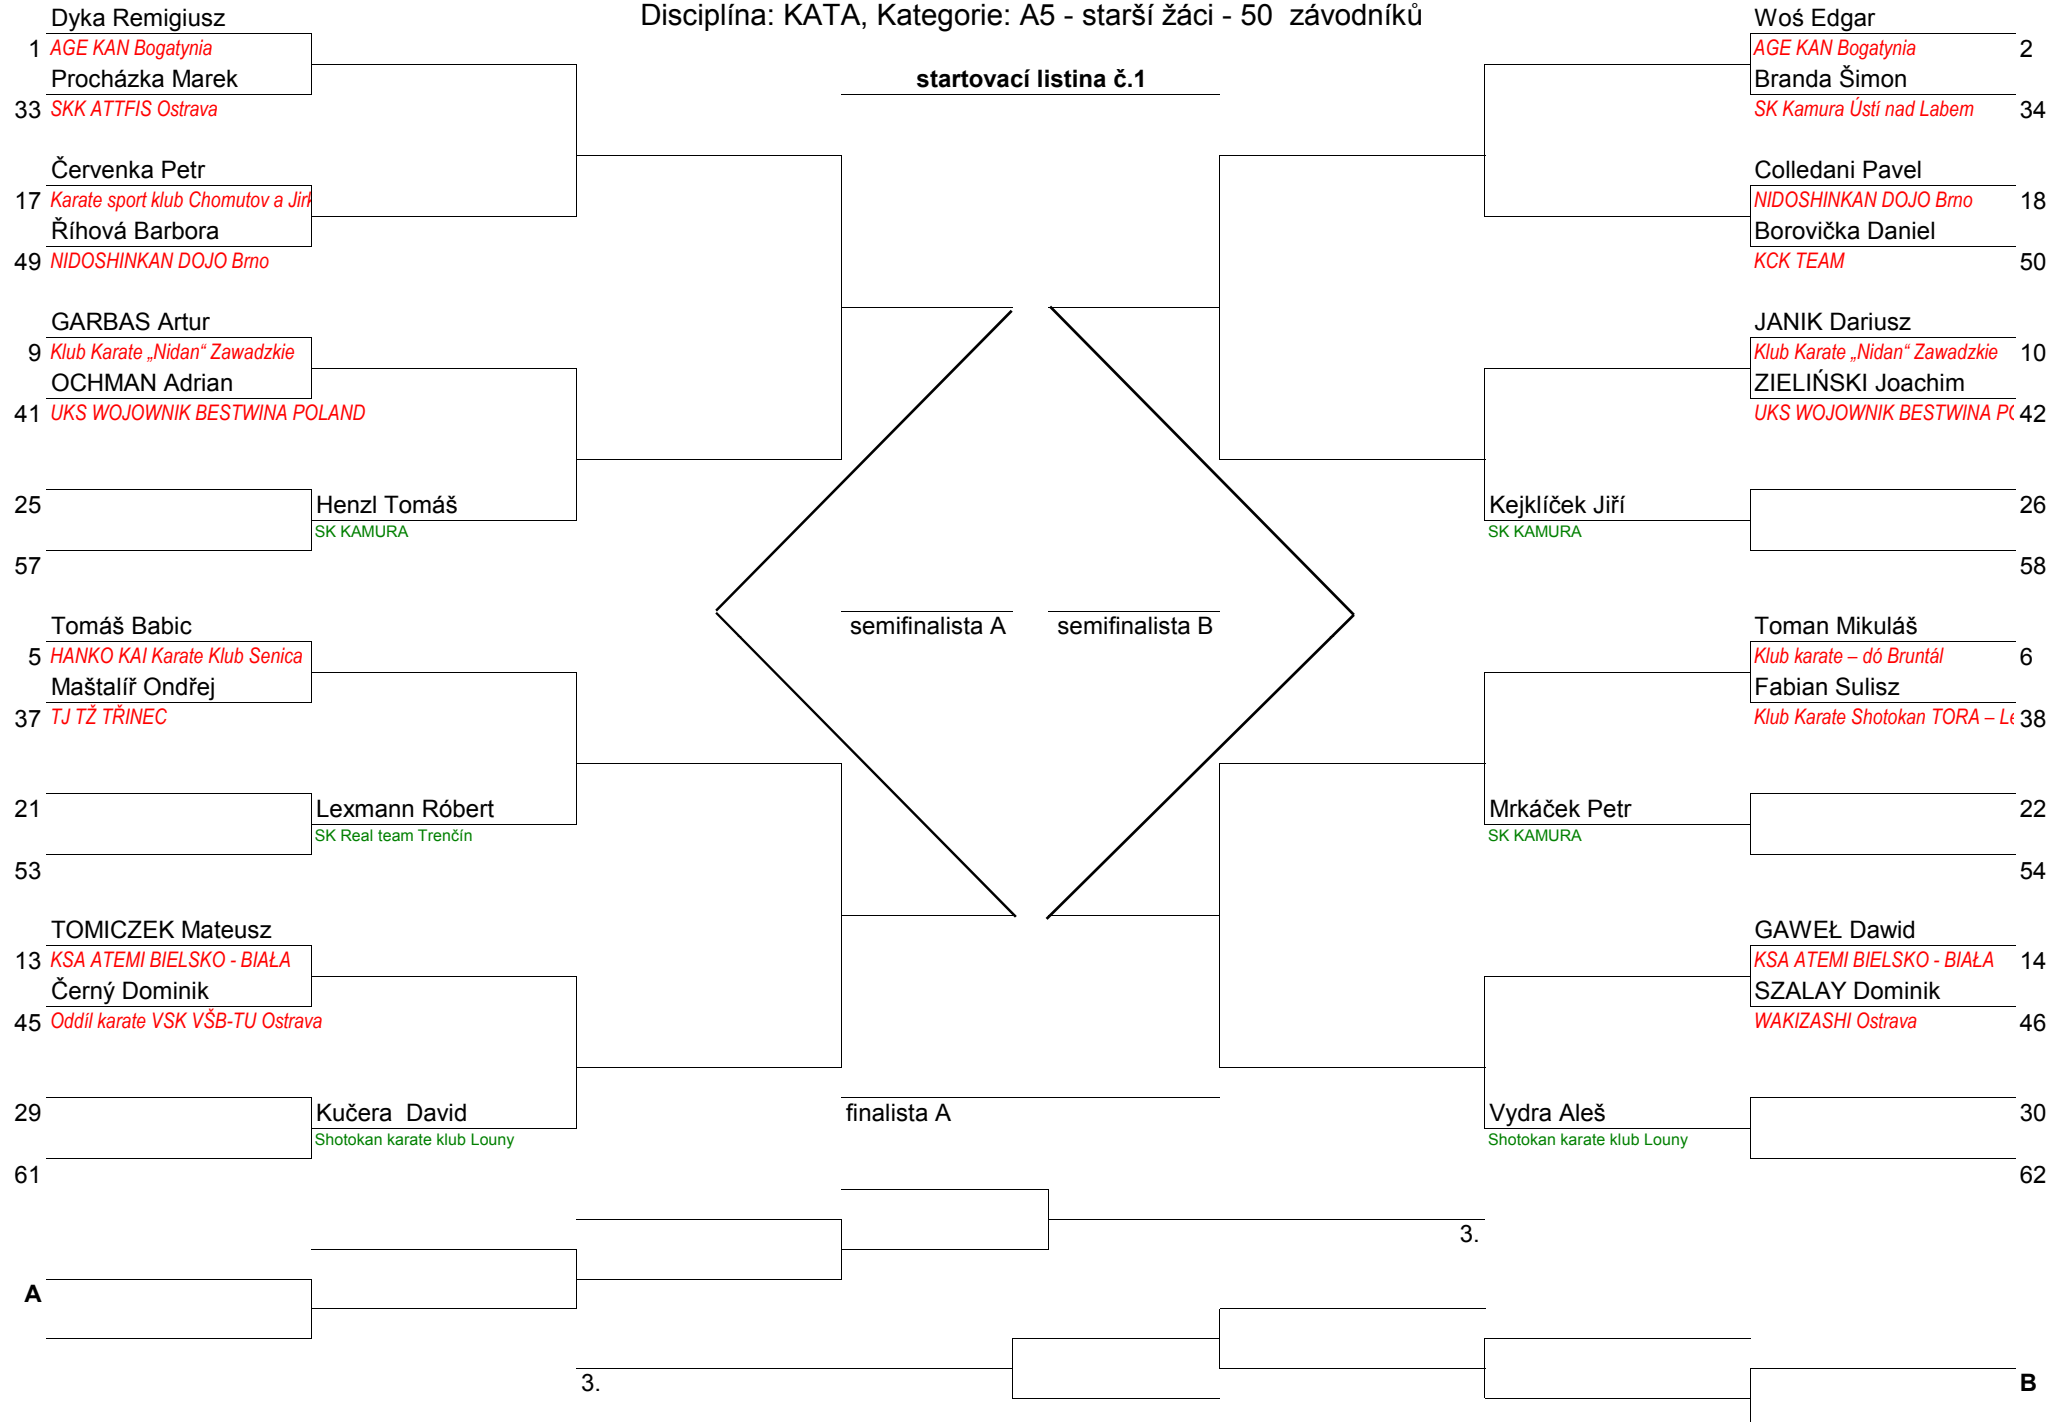 Disciplína: KATA, Kategorie: A5 - starší žáci - 50 závodníků
startovací listina č.1
Dyka Remigiusz
1 AGE KAN Bogatynia
Procházka Marek
33 SKK ATTFIS Ostrava
Červenka Petr
17 Karate sport klub Chomutov a Jirk
Říhová Barbora
49 NIDOSHINKAN DOJO Brno
GARBAS Artur
9 Klub Karate „Nidan“ Zawadzkie
OCHMAN Adrian
41 UKS WOJOWNIK BESTWINA POLAND
25
Henzl Tomáš
SK KAMURA
57
Tomáš Babic
5 HANKO KAI Karate Klub Senica
Maštalíř Ondřej
37 TJ TŽ TŘINEC
21
Lexmann Róbert
SK Real team Trenčín
53
TOMICZEK Mateusz
13 KSA ATEMI BIELSKO - BIAŁA
Černý Dominik
45 Oddíl karate VSK VŠB-TU Ostrava
29
Kučera David
Shotokan karate klub Louny
61
semifinalista A
semifinalista B
finalista A
Woś Edgar
AGE KAN Bogatynia 2
Branda Šimon
SK Kamura Ústí nad Labem 34
Colledani Pavel
NIDOSHINKAN DOJO Brno 18
Borovička Daniel
KCK TEAM 50
JANIK Dariusz
Klub Karate „Nidan“ Zawadzkie 10
ZIELIŃSKI Joachim
UKS WOJOWNIK BESTWINA PO 42
Kejklíček Jiří
SK KAMURA
26
58
Toman Mikuláš
Klub karate – dó Bruntál 6
Fabian Sulisz
Klub Karate Shotokan TORA – Le 38
Mrkáček Petr
SK KAMURA
22
54
GAWEŁ Dawid
KSA ATEMI BIELSKO - BIAŁA 14
SZALAY Dominik
WAKIZASHI Ostrava 46
Vydra Aleš
Shotokan karate klub Louny
30
62
3.
A
3.
B